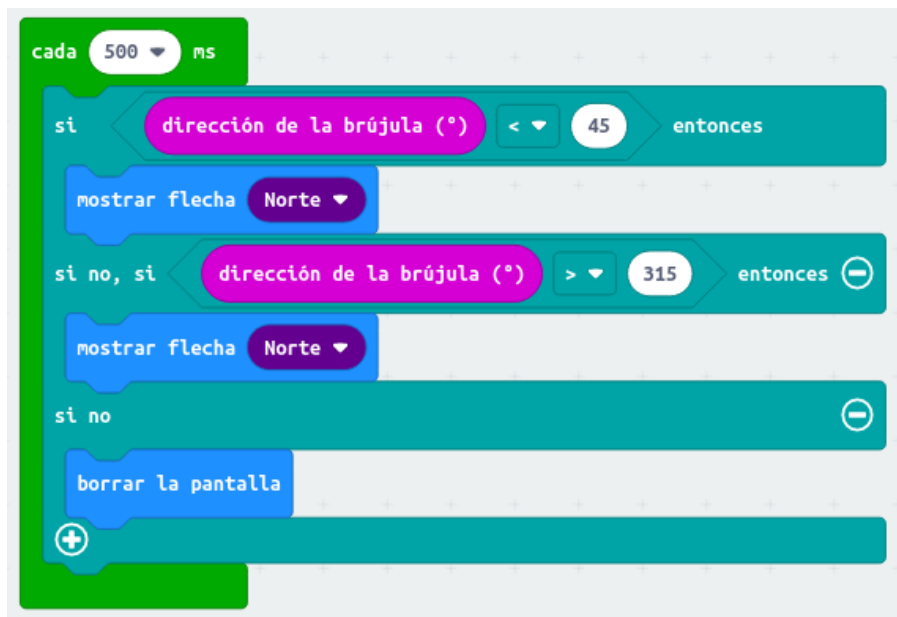 cada 500 ms
si dirección de la brújula (°) < 45 entonces
mostrar flecha Norte
si no, si dirección de la brújula (°) > 315 entonces
mostrar flecha Norte
si no
borrar la pantalla